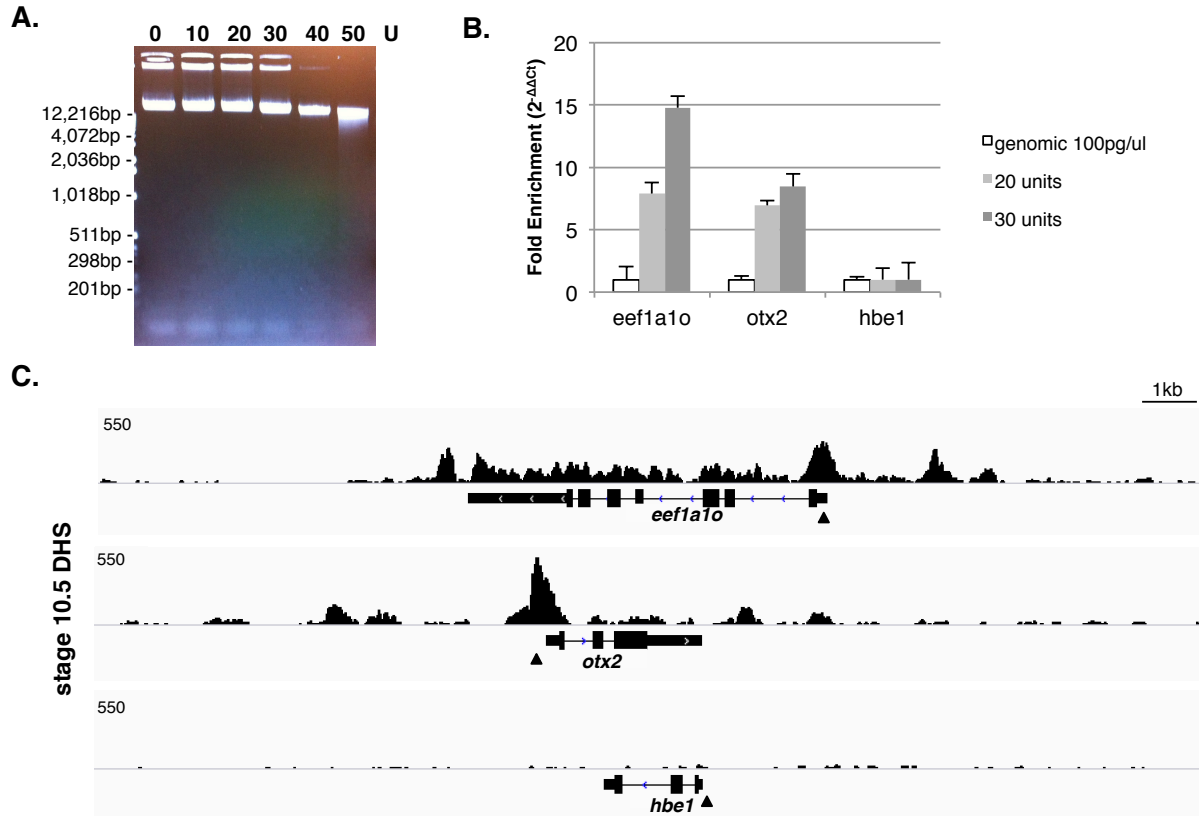 A.
0 10 20 30 40 50 U
12,216bp -
4,072bp -
2,036bp -
1,018bp -
511bp -
298bp -
201bp -
B.
Fold Enrichment (2-ΔΔCt)
20
15
10
5
0
eef1a1o otx2 hbe1
genomic 100pg/ul
20 units
30 units
C.
1kb
stage 10.5 DHS
550
eef1a1o
550
otx2
550
hbe1